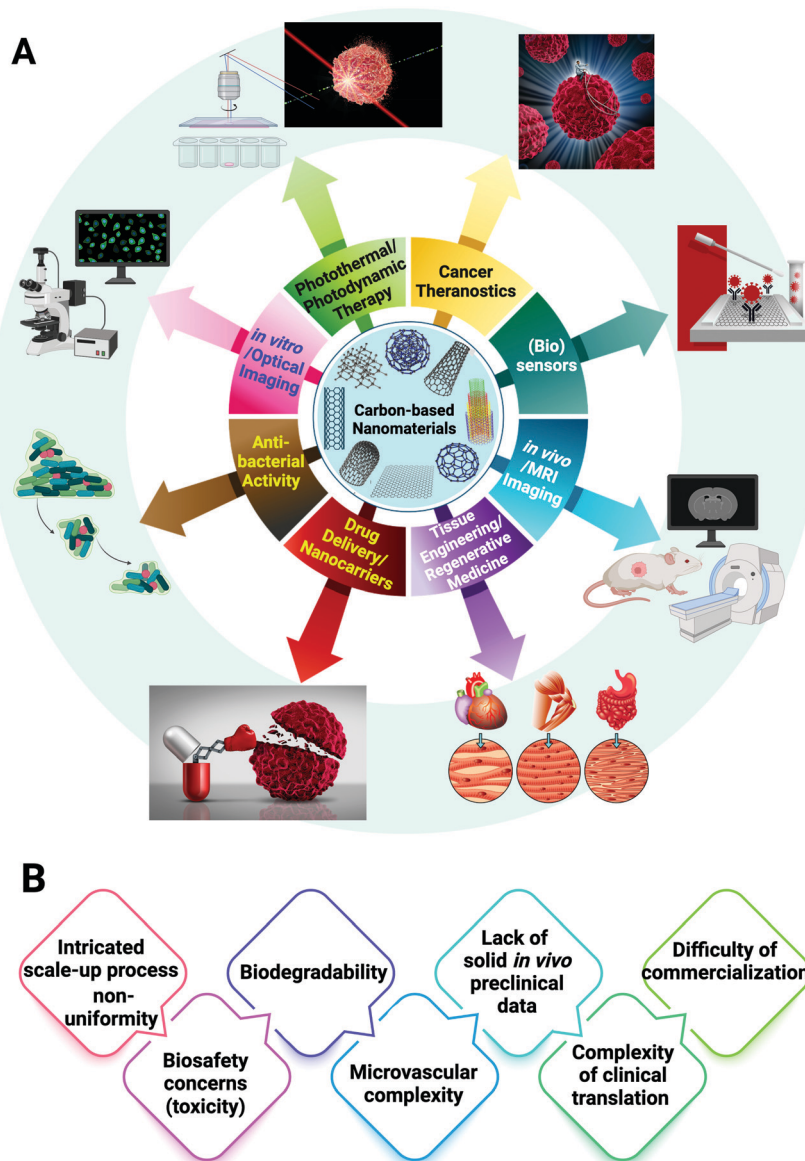 A
Photothermal/
Photodynamic
Therapy
Cancer
Theranostics
(Bio)
sensors
in vivo
/MRI
Imaging
Tissue
Engineering/
Regenerative
Medicine
Drug
Delivery/
Nanocarriers
Anti-
bacterial
Activity
in vitro
/Optical
Imaging
Carbon-based
Nanomaterials
B
Intricated
scale-up process
non-
uniformity
Biosafety
concerns
(toxicity)
Biodegradability
Microvascular
complexity
Lack of
solid in vivo
preclinical
data
Complexity
of clinical
translation
Difficulty of
commercialization